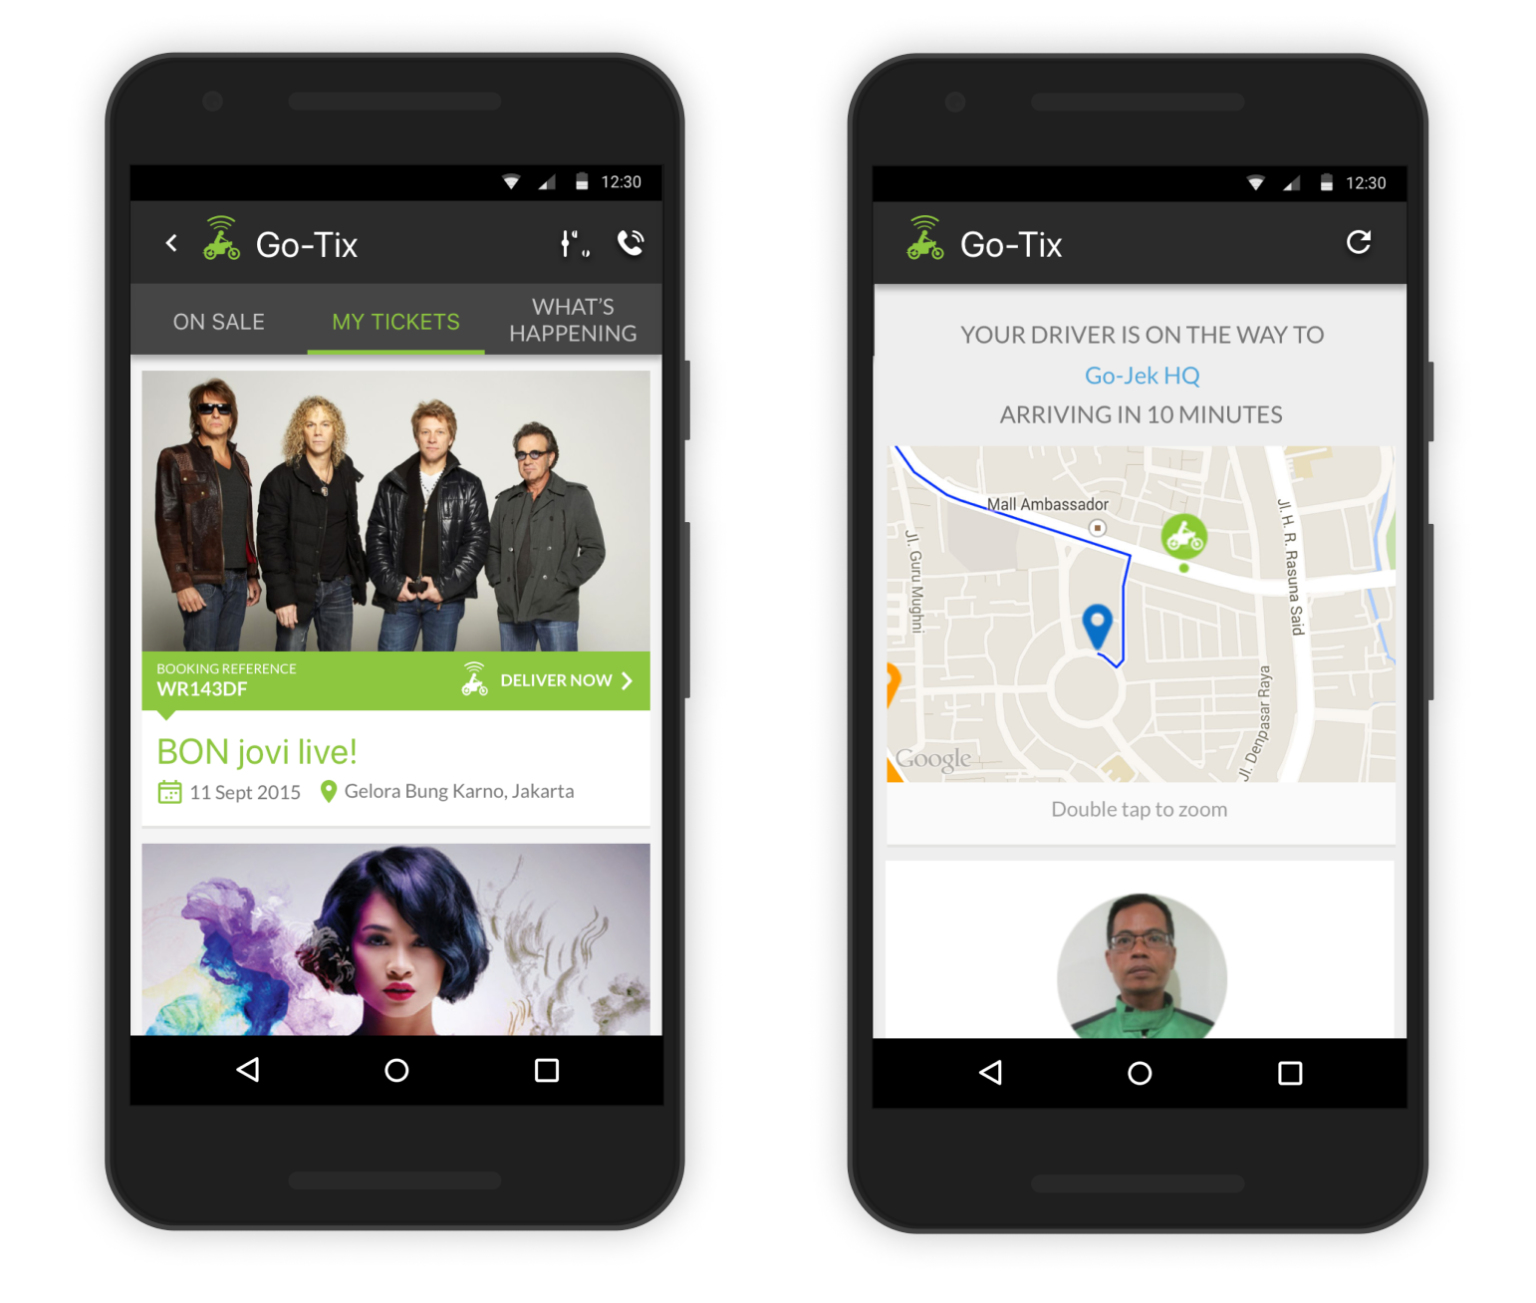 12:30
Go-Tix
ON SALE
MY TICKETS
WHAT'S
HAPPENING
BOOKING REFERENCE
WR143DF
DELIVER NOW
BON jovi live!
11 Sept 2015
Gelora Bung Karno, Jakarta
12:30
Go-Tix
YOUR DRIVER IS ON THE WAY TO
Go-Jek HQ
ARRIVING IN 10 MINUTES
Mall Ambassador
Jl. Guru Mughni
Jl. H. R. Rasuna Said
Jl. Denpasar Raya
Google
Double tap to zoom